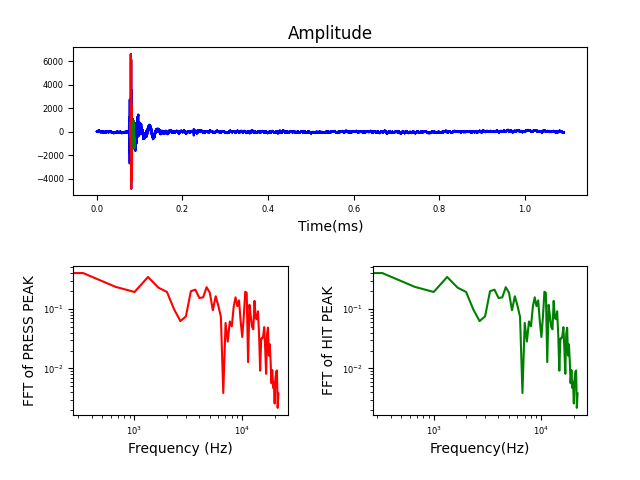 Amplitude
6000
4000
2000
0
−2000
−4000
0.0 0.2 0.4 0.6 0.8 1.0
Time(ms)
FFT of PRESS PEAK
10⁻¹
10⁻²
10³ 10⁴
Frequency (Hz)
FFT of HIT PEAK
10⁻¹
10⁻²
10³ 10⁴
Frequency(Hz)